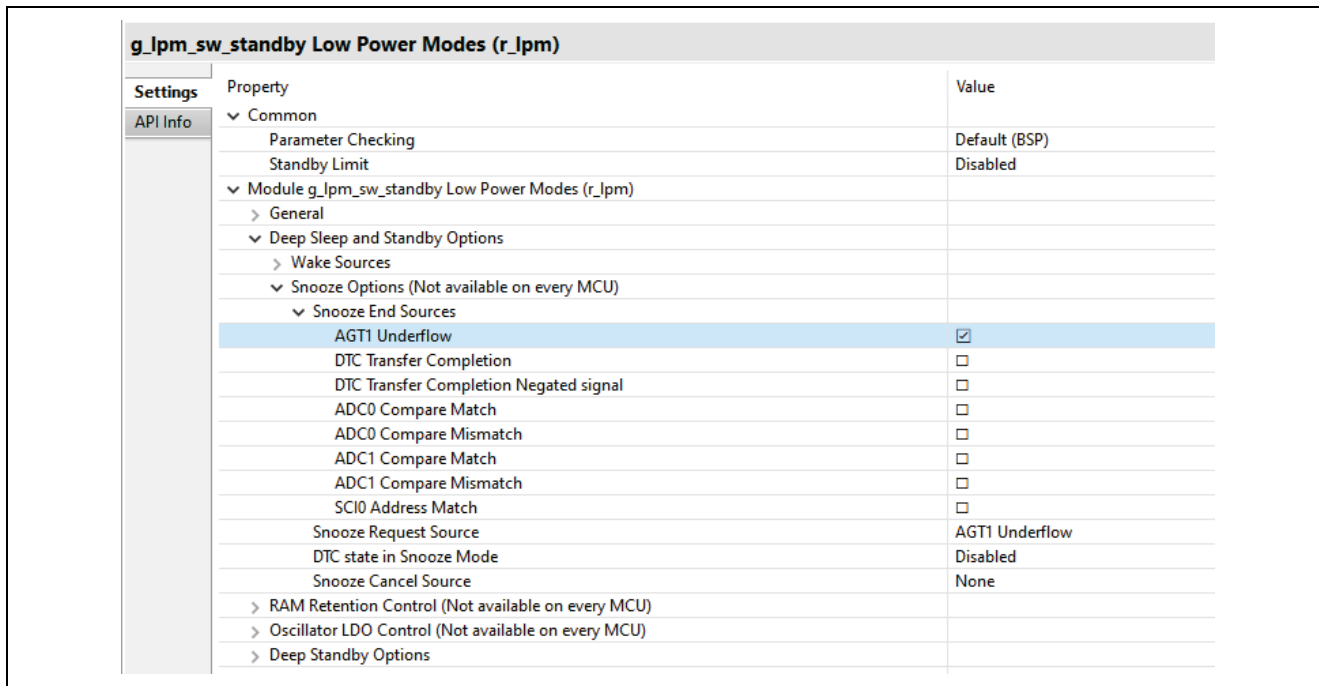 g_lpm_sw_standby Low Power Modes (r_lpm)
Settings
API Info
Property Value
Common
Parameter Checking Default (BSP)
Standby Limit Disabled
Module g_lpm_sw_standby Low Power Modes (r_lpm)
General
Deep Sleep and Standby Options
Wake Sources
Snooze Options (Not available on every MCU)
Snooze End Sources
AGT1 Underflow
DTC Transfer Completion
DTC Transfer Completion Negated signal
ADC0 Compare Match
ADC0 Compare Mismatch
ADC1 Compare Match
ADC1 Compare Mismatch
SCI0 Address Match
Snooze Request Source AGT1 Underflow
DTC state in Snooze Mode Disabled
Snooze Cancel Source None
RAM Retention Control (Not available on every MCU)
Oscillator LDO Control (Not available on every MCU)
Deep Standby Options